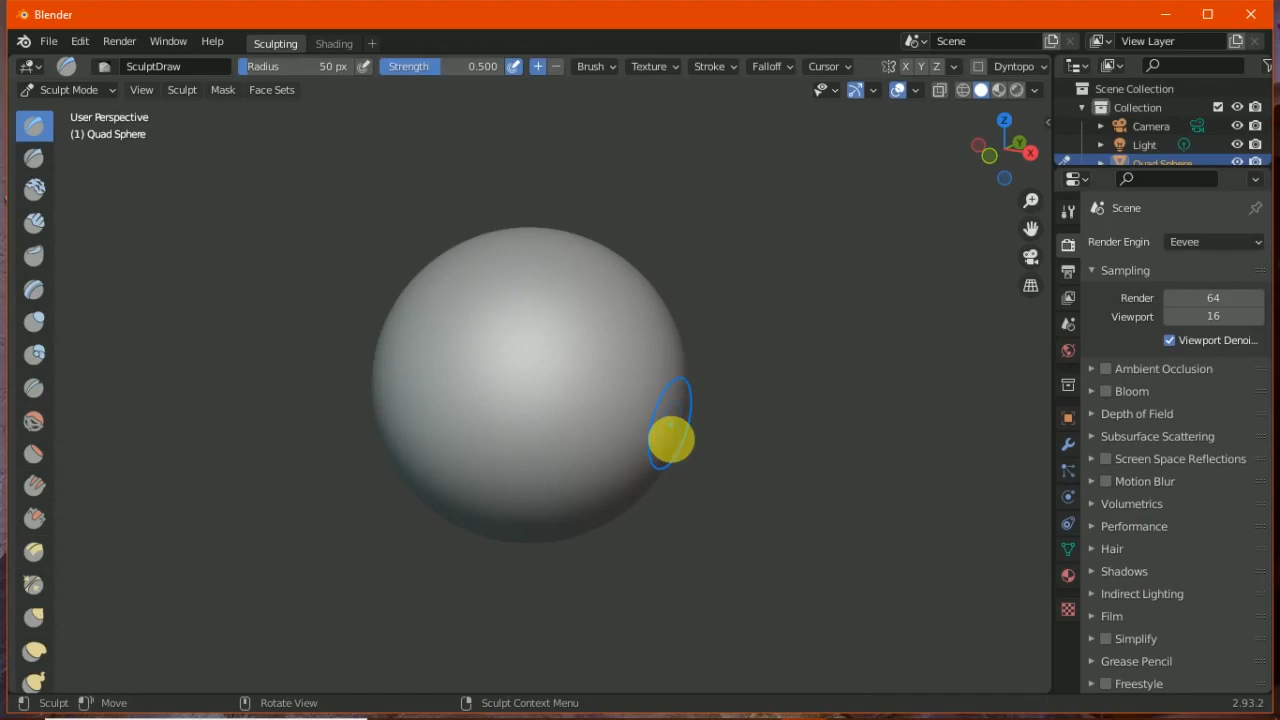 Blender
File Edit Render Window Help Sculpting Shading + Scene View Layer
SculptDraw Radius 50 px Strength 0.500 + − Brush Texture Stroke Falloff Cursor X Y Z Dyntopo
Sculpt Mode View Sculpt Mask Face Sets
User Perspective
(1) Quad Sphere
Z
Y
X
Scene Collection
Collection
Camera
Light
Quad Sphere
Scene
Render Engin Eevee
Sampling
Render 64
Viewport 16
Viewport Denoi...
Ambient Occlusion
Bloom
Depth of Field
Subsurface Scattering
Screen Space Reflections
Motion Blur
Volumetrics
Performance
Hair
Shadows
Indirect Lighting
Film
Simplify
Grease Pencil
Freestyle
Sculpt Move Rotate View Sculpt Context Menu 2.93.2